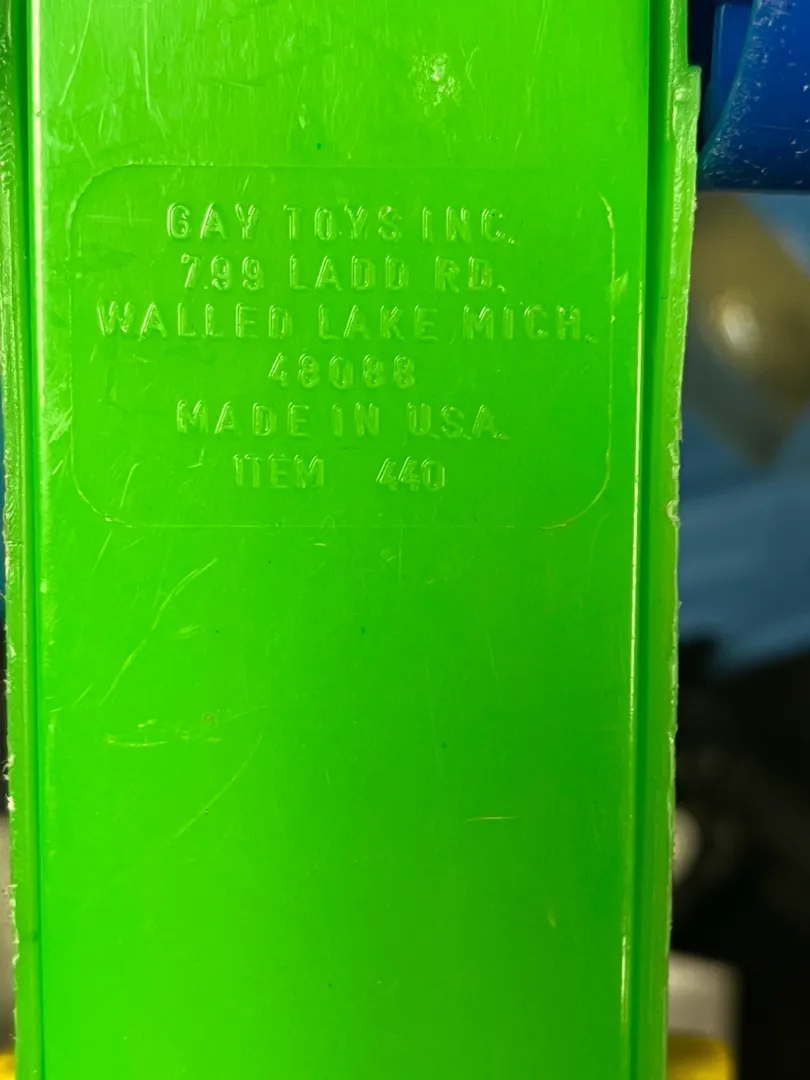 GAY TOYS INC.
799 LADD RD.
WALLED LAKE MICH.
48088
MADE IN U.S.A.
ITEM 440